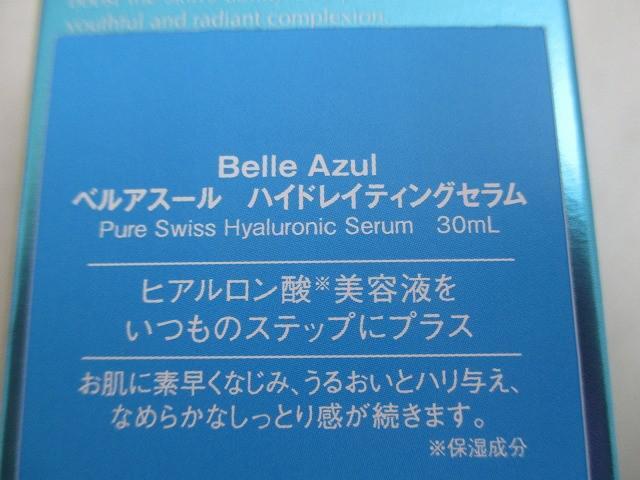 youthful and radiant complexion.
Belle Azul
ベルアスール ハイドレイティングセラム
Pure Swiss Hyaluronic Serum 30mL
ヒアルロン酸※美容液を
いつものステップにプラス
お肌に素早くなじみ、うるおいとハリ与え、
なめらかなしっとり感が続きます。
※保湿成分